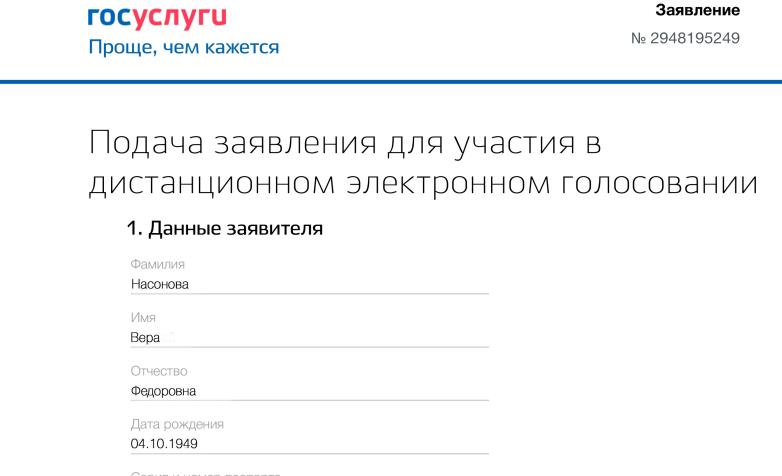 госуслуги
Проще, чем кажется
Заявление
№ 2948195249
Подача заявления для участия в
дистанционном электронном голосовании
1. Данные заявителя
Фамилия
Насонова
Имя
Вера
Отчество
Федоровна
Дата рождения
04.10.1949